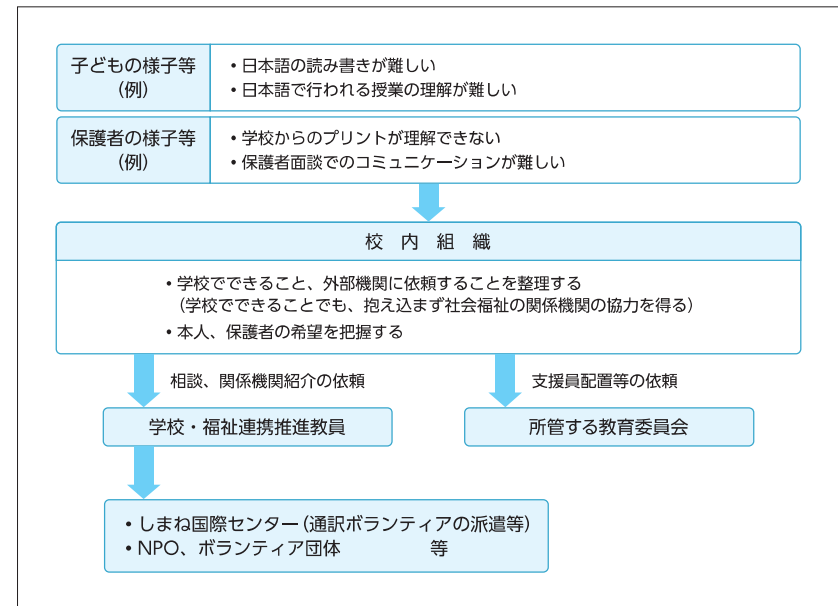 子どもの様子等
（例）
・日本語の読み書きが難しい
・日本語で行われる授業の理解が難しい
保護者の様子等
（例）
・学校からのプリントが理解できない
・保護者面談でのコミュニケーションが難しい
校内組織
・学校でできること、外部機関に依頼することを整理する
（学校でできることでも、抱え込まず社会福祉の関係機関の協力を得る）
・本人、保護者の希望を把握する
相談、関係機関紹介の依頼
支援員配置等の依頼
学校・福祉連携推進教員
所管する教育委員会
・しまね国際センター（通訳ボランティアの派遣等）
・NPO、ボランティア団体　　　　　等